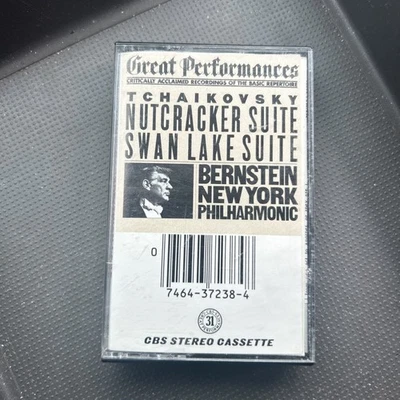 Great Performances
CRITICALLY ACCLAIMED RECORDINGS OF THE BASIC REPERTOIRE
TCHAIKOVSKY
NUTCRACKER SUITE
SWAN LAKE SUITE
BERNSTEIN
NEW YORK
PHILHARMONIC
0
7464-37238-4
31
CBS STEREO CASSETTE